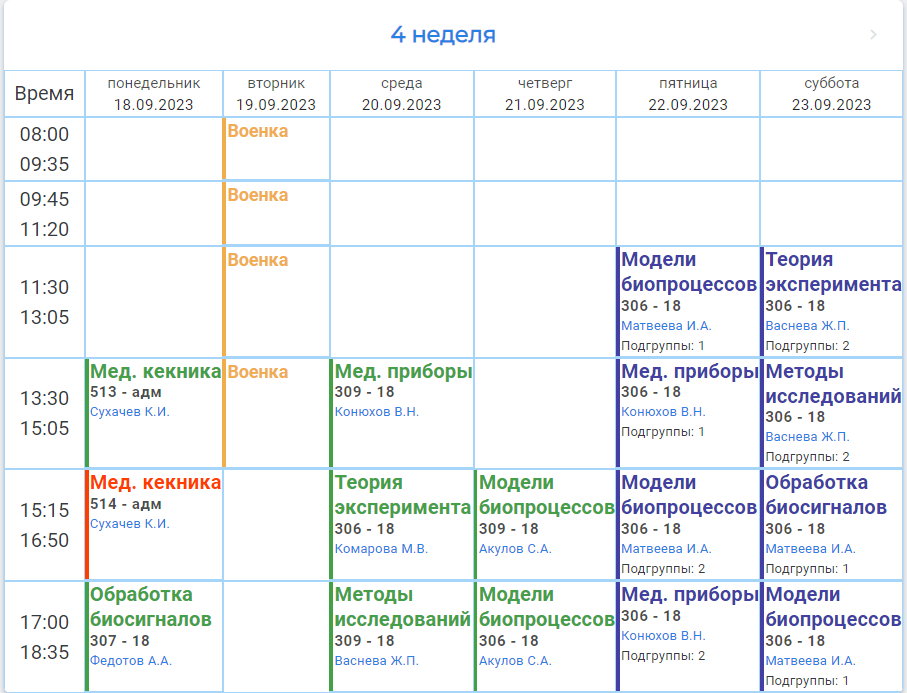 4 неделя
Время
понедельник
18.09.2023
вторник
19.09.2023
среда
20.09.2023
четверг
21.09.2023
пятница
22.09.2023
суббота
23.09.2023
08:00
09:35
Военка
09:45
11:20
Военка
11:30
13:05
Военка
Модели
биопроцессов
306 - 18
Матвеева И.А.
Подгруппы: 1
Теория
эксперимента
306 - 18
Васнева Ж.П.
Подгруппы: 2
13:30
15:05
Мед. кекника
513 - адм
Сухачев К.И.
Военка
Мед. приборы
309 - 18
Конюхов В.Н.
Мед. приборы
306 - 18
Конюхов В.Н.
Подгруппы: 1
Методы
исследований
306 - 18
Васнева Ж.П.
Подгруппы: 2
15:15
16:50
Мед. кекника
514 - адм
Сухачев К.И.
Теория
эксперимента
306 - 18
Комарова М.В.
Модели
биопроцессов
309 - 18
Акулов С.А.
Модели
биопроцессов
306 - 18
Матвеева И.А.
Подгруппы: 2
Обработка
биосигналов
306 - 18
Матвеева И.А.
Подгруппы: 1
17:00
18:35
Обработка
биосигналов
307 - 18
Федотов А.А.
Методы
исследований
309 - 18
Васнева Ж.П.
Модели
биопроцессов
306 - 18
Акулов С.А.
Мед. приборы
306 - 18
Конюхов В.Н.
Подгруппы: 2
Модели
биопроцессов
306 - 18
Матвеева И.А.
Подгруппы: 1